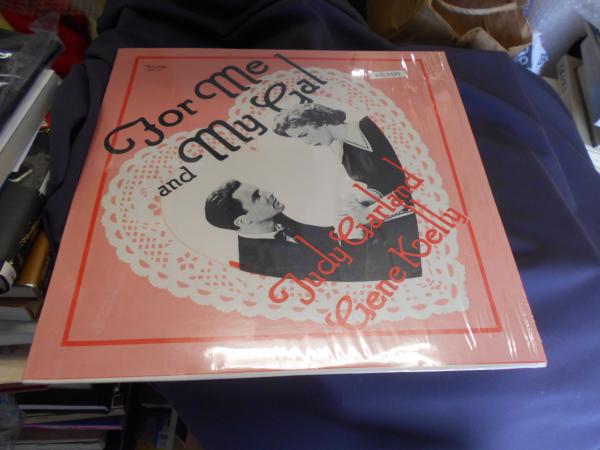 For Me
and My Gal
Judy Garland
Gene Kelly